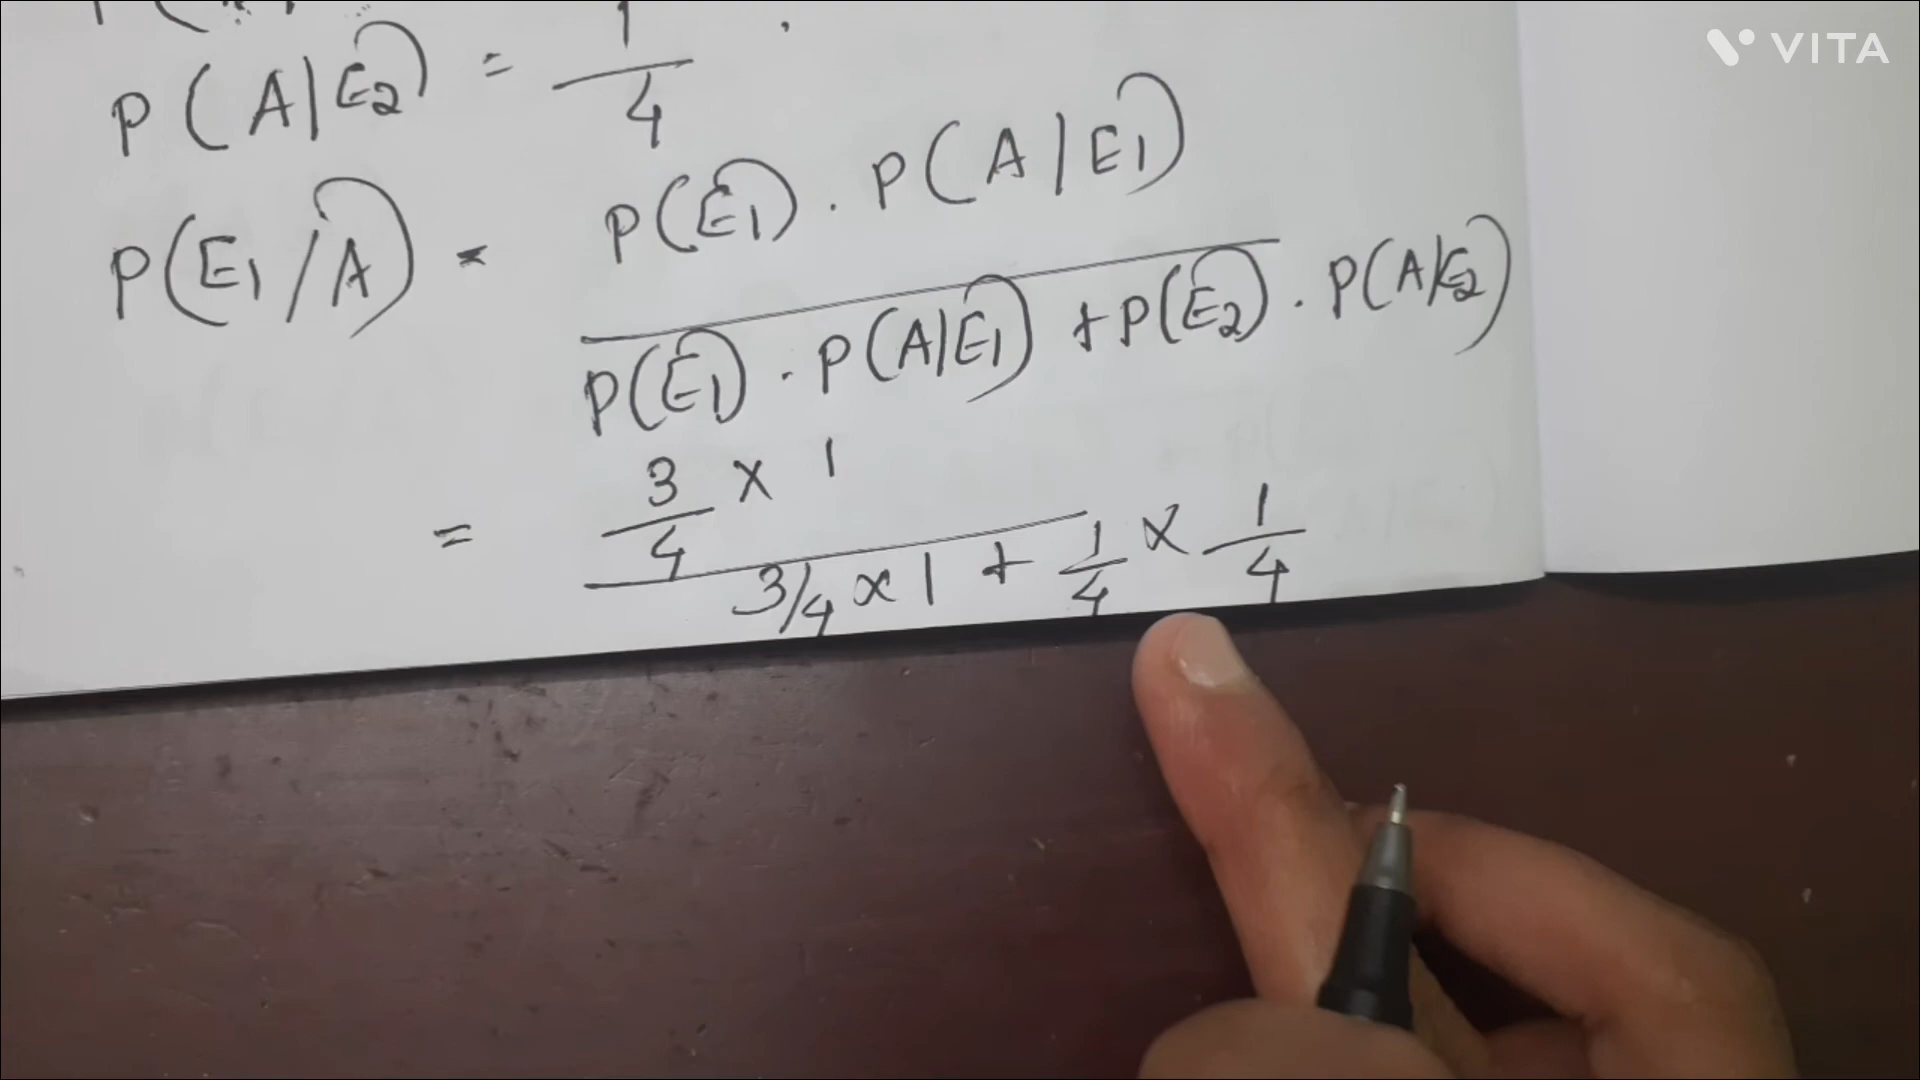 VITA
P(A|E2) = 1/4
P(E1/A) = P(E1) . P(A|E1) / P(E1) . P(A|E1) + P(E2) . P(A|E2)
= 3/4 x 1 / 3/4 x 1 + 1/4 x 1/4